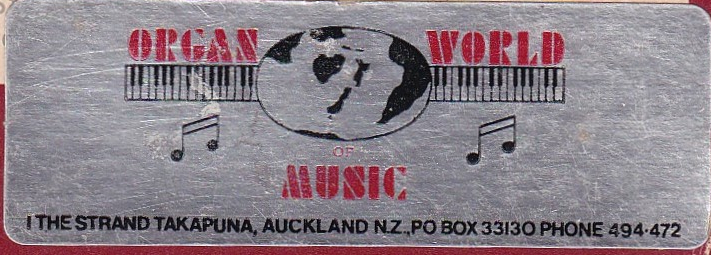 ORGAN WORLD
OF
MUSIC
1 THE STRAND TAKAPUNA, AUCKLAND N.Z., PO BOX 33130 PHONE 494-472